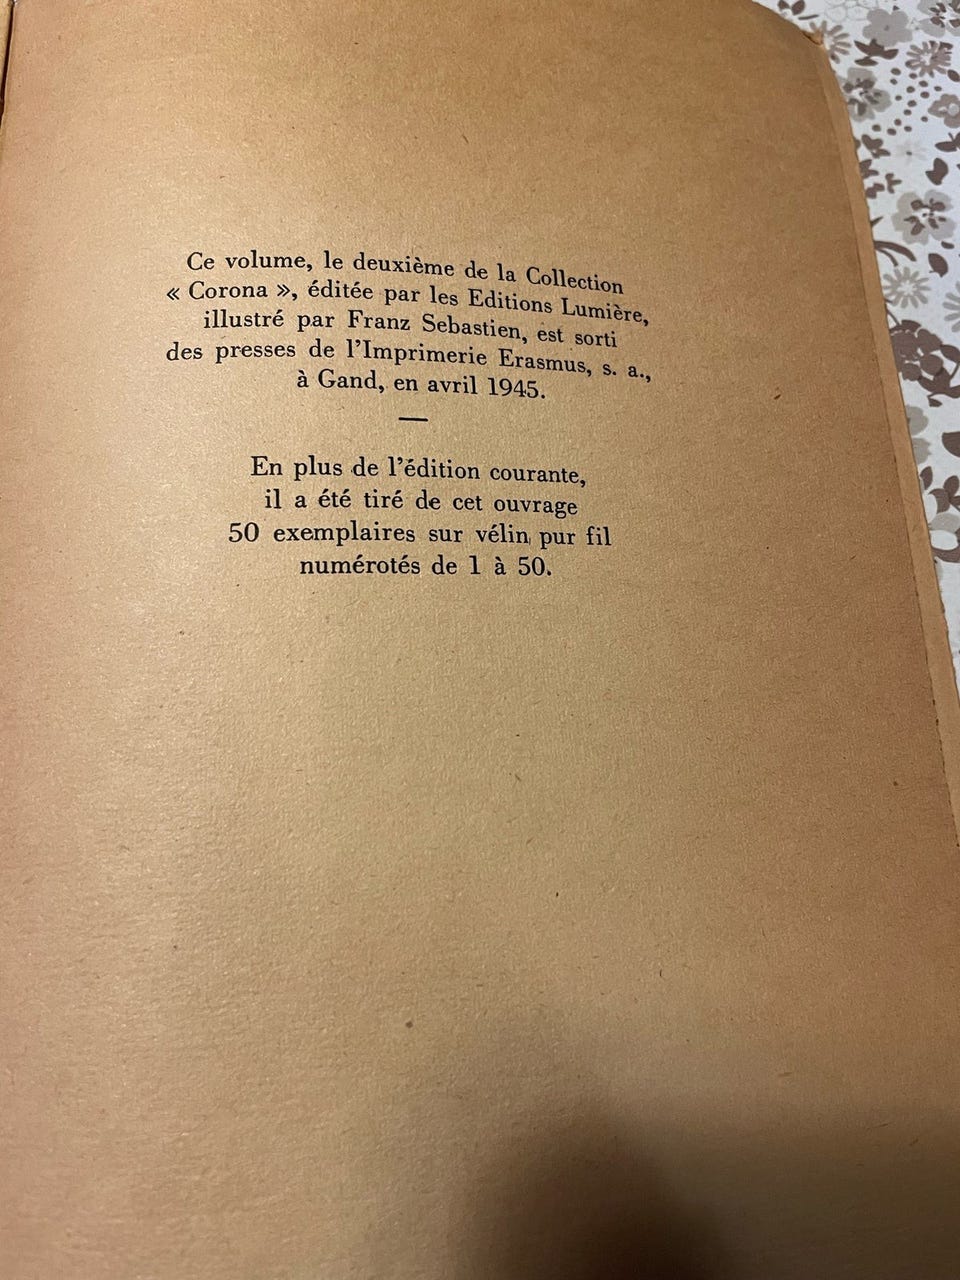 Ce volume, le deuxième de la Collection
« Corona », éditée par les Editions Lumière,
illustré par Franz Sebastien, est sorti
des presses de l'Imprimerie Erasmus, s. a.,
à Gand, en avril 1945.
—
En plus de l'édition courante,
il a été tiré de cet ouvrage
50 exemplaires sur vélin pur fil
numérotés de 1 à 50.